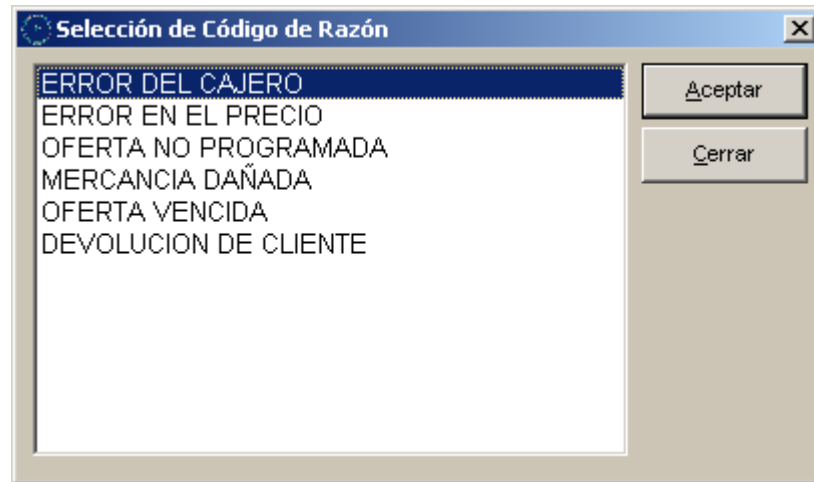 Selección de Código de Razón
ERROR DEL CAJERO
ERROR EN EL PRECIO
OFERTA NO PROGRAMADA
MERCANCIA DAÑADA
OFERTA VENCIDA
DEVOLUCION DE CLIENTE
Aceptar
Cerrar